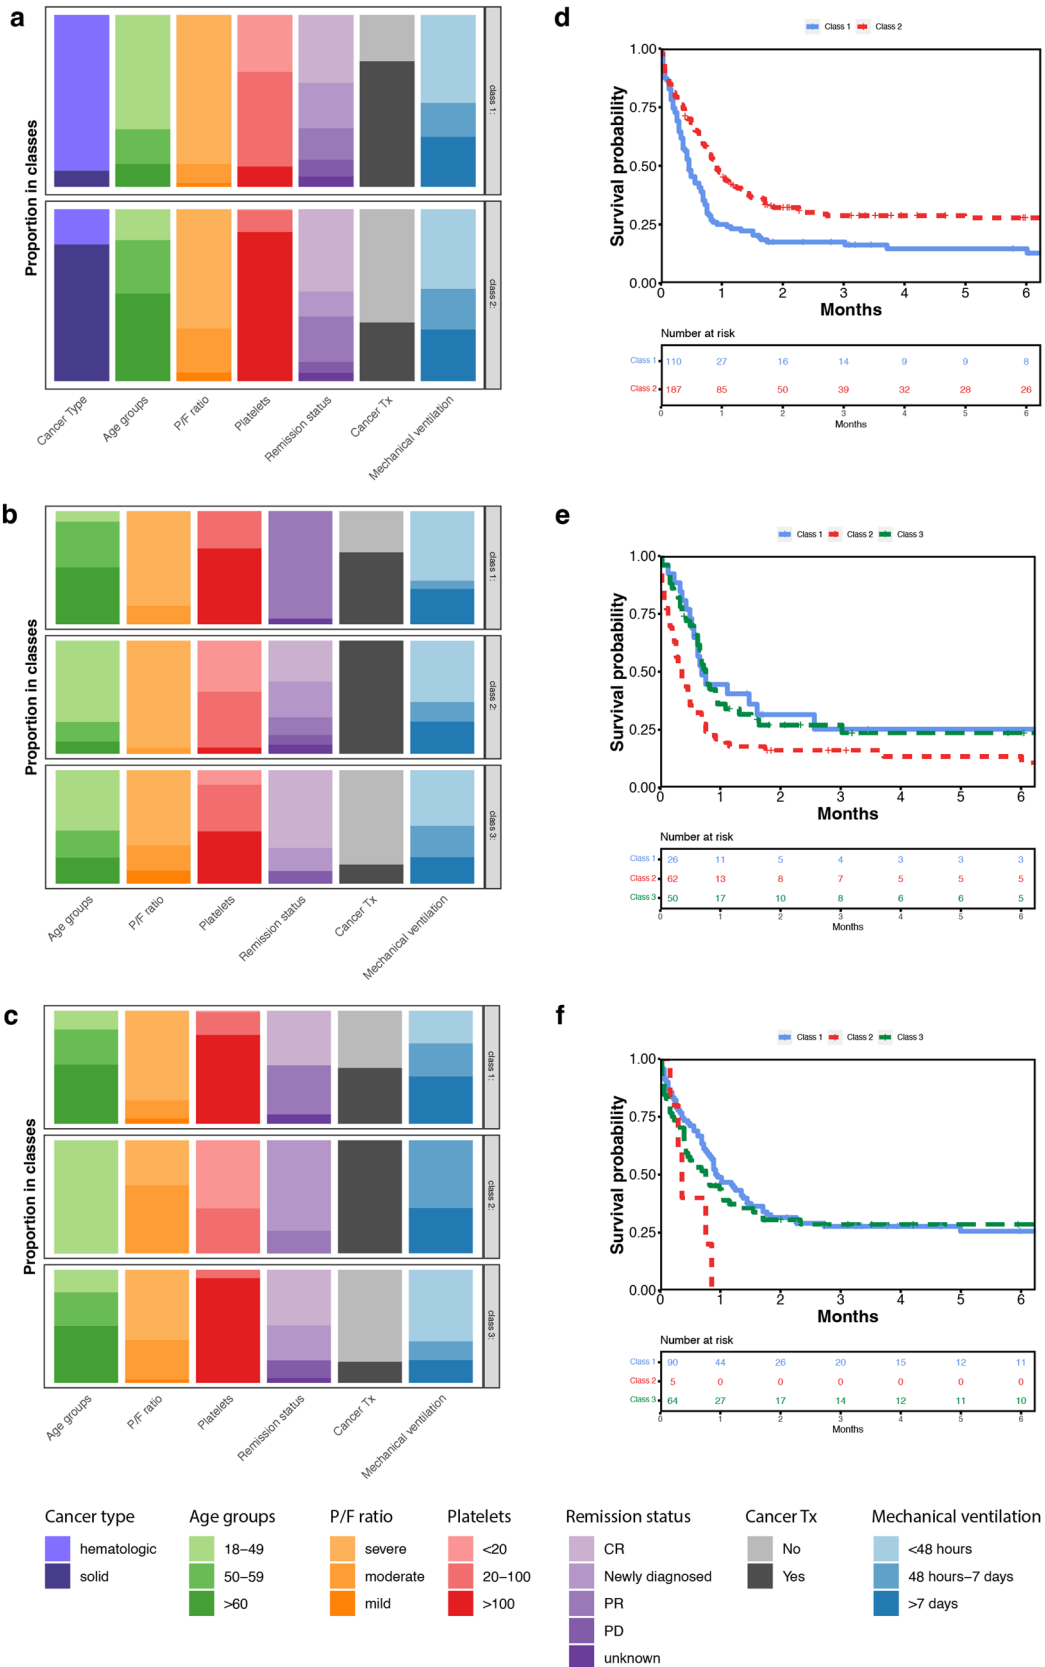 a
Proportion in classes
class 1:
class 2:
Cancer Type
Age groups
P/F ratio
Platelets
Remission status
Cancer Tx
Mechanical ventilation
d
Class 1 Class 2
Survival probability
1.00
0.75
0.50
0.25
0.00
0 1 2 3 4 5 6
Months
Number at risk
Class 1 110 27 16 14 9 9 8
Class 2 187 85 50 39 32 28 26
0 1 2 3 4 5 6
Months
b
Proportion in classes
class 1:
class 2:
class 3:
Age groups
P/F ratio
Platelets
Remission status
Cancer Tx
Mechanical ventilation
e
Class 1 Class 2 Class 3
Survival probability
1.00
0.75
0.50
0.25
0.00
0 1 2 3 4 5 6
Months
Number at risk
Class 1 26 11 5 4 3 3 3
Class 2 62 13 8 7 5 5 5
Class 3 50 17 10 8 6 6 5
0 1 2 3 4 5 6
Months
c
Proportion in classes
class 1:
class 2:
class 3:
Age groups
P/F ratio
Platelets
Remission status
Cancer Tx
Mechanical ventilation
f
Class 1 Class 2 Class 3
Survival probability
1.00
0.75
0.50
0.25
0.00
0 1 2 3 4 5 6
Months
Number at risk
Class 1 90 44 26 20 15 12 11
Class 2 5 0 0 0 0 0 0
Class 3 64 27 17 14 12 11 10
0 1 2 3 4 5 6
Months
Cancer type
hematologic
solid
Age groups
18–49
50–59
>60
P/F ratio
severe
moderate
mild
Platelets
<20
20–100
>100
Remission status
CR
Newly diagnosed
PR
PD
unknown
Cancer Tx
No
Yes
Mechanical ventilation
<48 hours
48 hours–7 days
>7 days